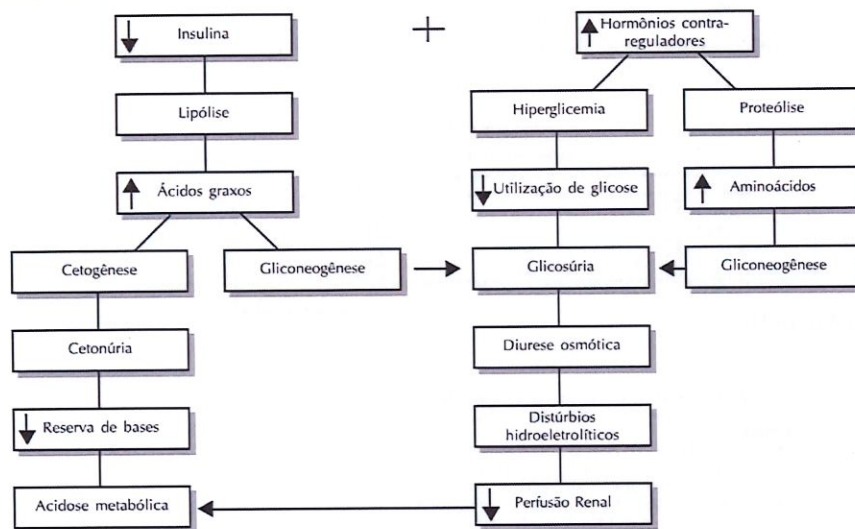 ↓ Insulina
+
↑ Hormônios contra-
reguladores
Lipólise
Hiperglicemia
Proteólise
↑ Ácidos graxos
↓ Utilização de glicose
↑ Aminoácidos
Cetogênese
Gliconeogênese
Glicosúria
Gliconeogênese
Cetonúria
Diurese osmótica
↓ Reserva de bases
Distúrbios
hidroeletrolíticos
Acidose metabólica
↓ Perfusão Renal